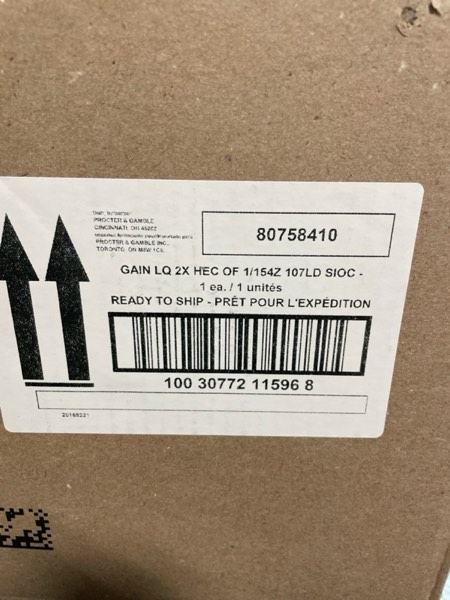 PROCTER & GAMBLE
CINCINNATI, OH 45202
PROCTER & GAMBLE INC.
TORONTO, ON M5W 1C5
80758410
GAIN LQ 2X HEC OF 1/154Z 107LD SIOC -
1 ea. / 1 unités
READY TO SHIP - PRÊT POUR L'EXPÉDITION
100 30772 11596 8
20168221